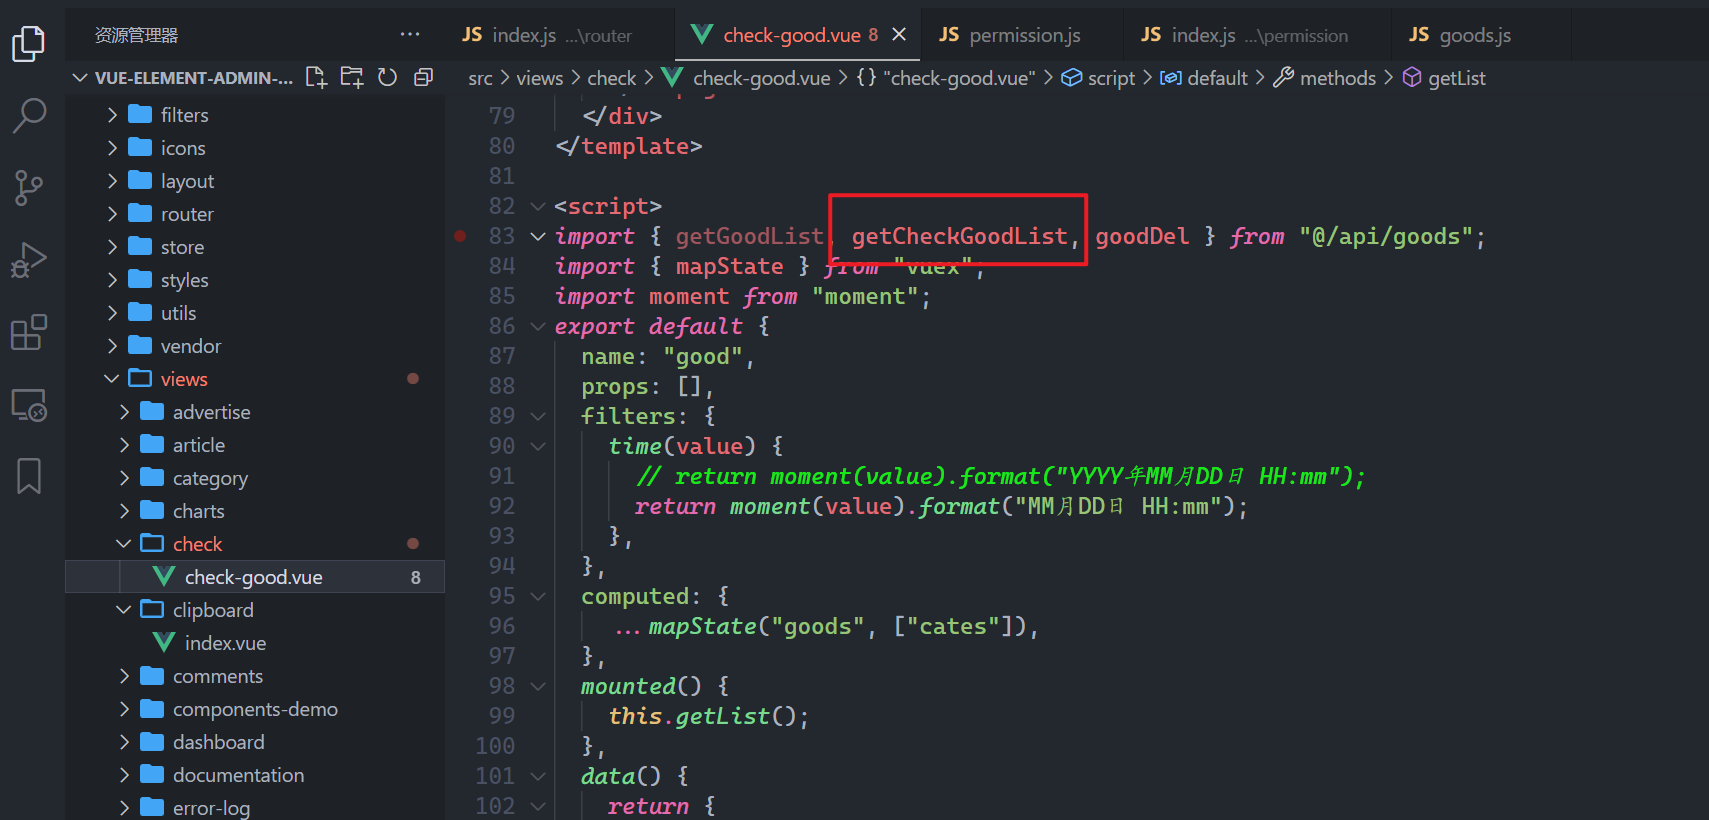 资源管理器 ···
JS index.js ...\router
check-good.vue 8 ×
JS permission.js
JS index.js ...\permission
JS goods.js
VUE-ELEMENT-ADMIN-...
src > views > check > check-good.vue > {} "check-good.vue" > script > default > methods > getList
filters
icons
layout
router
store
styles
utils
vendor
views
advertise
article
category
charts
check
check-good.vue 8
clipboard
index.vue
comments
components-demo
dashboard
documentation
error-log
79 </div>
80 </template>
81
82 <script>
83 import { getGoodList, getCheckGoodList, goodDel } from "@/api/goods";
84 import { mapState } from "vuex";
85 import moment from "moment";
86 export default {
87 name: "good",
88 props: [],
89 filters: {
90 time(value) {
91 // return moment(value).format("YYYY年MM月DD日 HH:mm");
92 return moment(value).format("MM月DD日 HH:mm");
93 },
94 },
95 computed: {
96 ...mapState("goods", ["cates"]),
97 },
98 mounted() {
99 this.getList();
100 },
101 data() {
102 return {